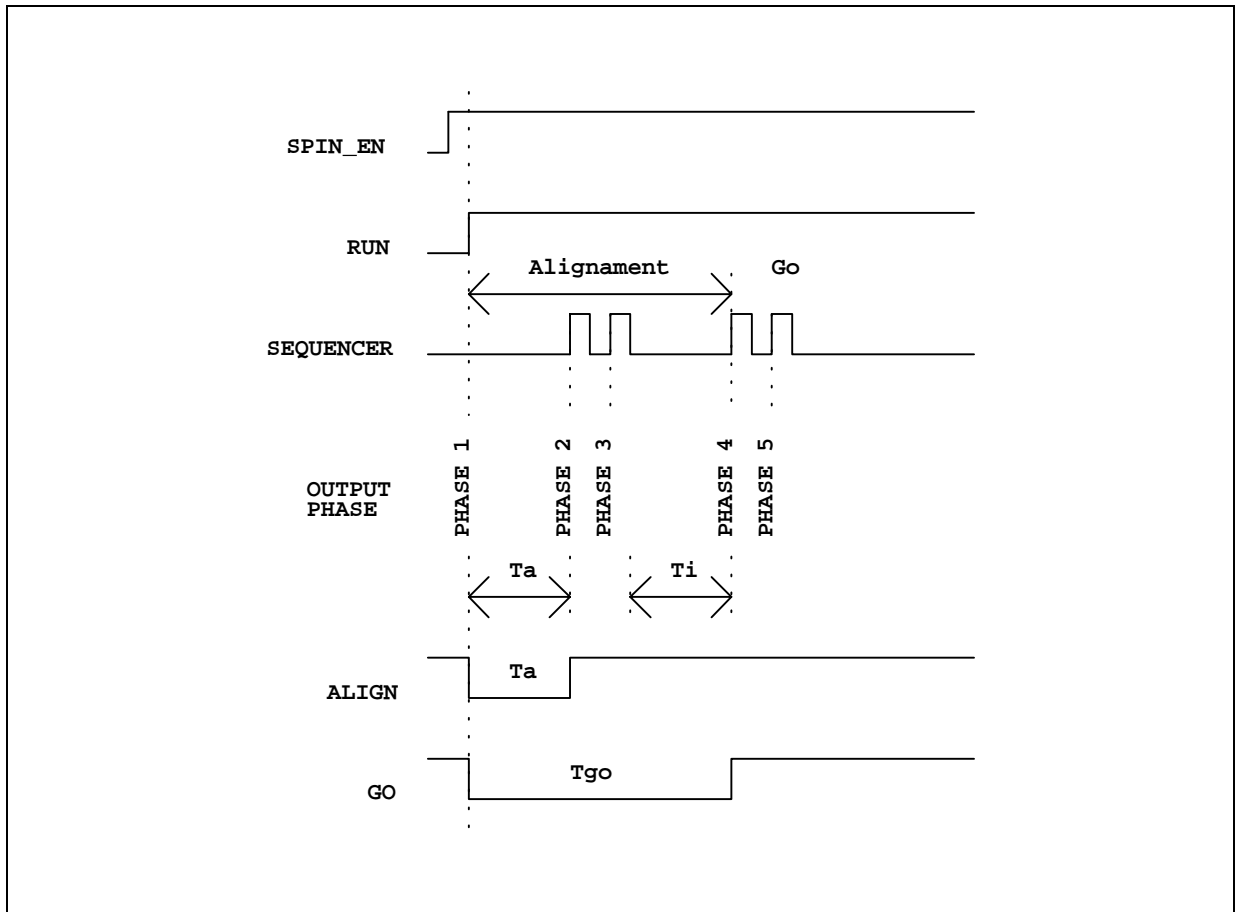 SPIN_EN
RUN
Alignament
Go
SEQUENCER
OUTPUT
PHASE
PHASE 1
PHASE 2
PHASE 3
PHASE 4
PHASE 5
Ta
Ti
ALIGN
Ta
GO
Tgo